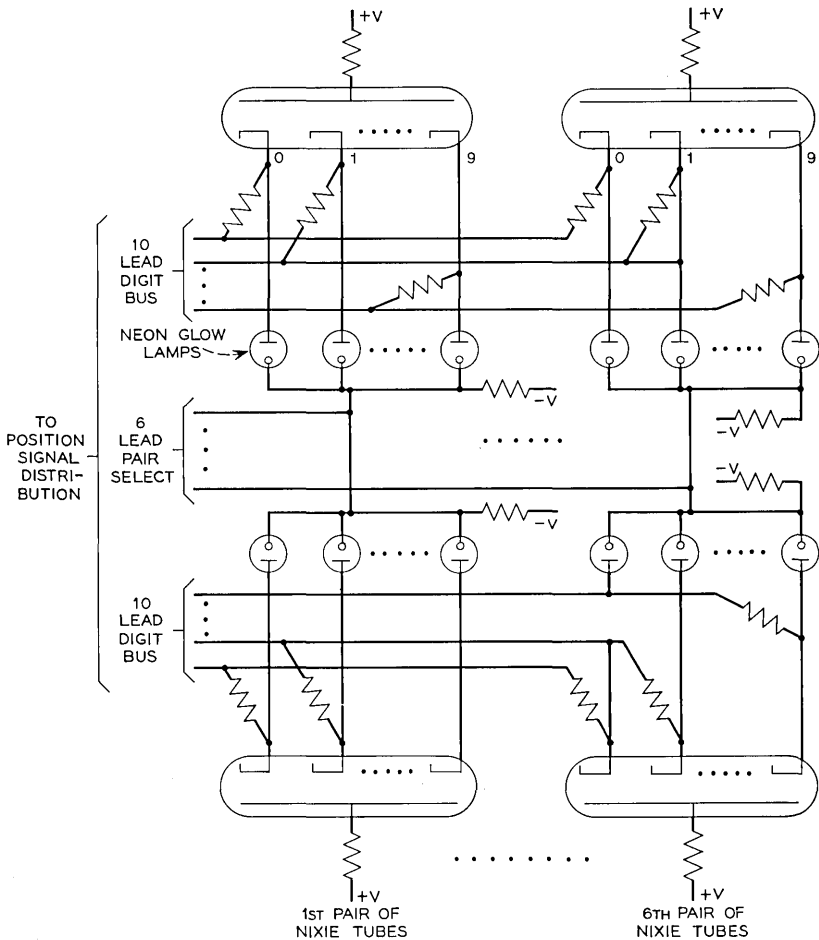 +V
+V
0
1
9
0
1
9
10
LEAD
DIGIT
BUS
NEON GLOW
LAMPS
-V
-V
TO
POSITION
SIGNAL
DISTRI-
BUTION
6
LEAD
PAIR
SELECT
-V
-V
10
LEAD
DIGIT
BUS
+V
+V
1ST PAIR OF
NIXIE TUBES
6TH PAIR OF
NIXIE TUBES